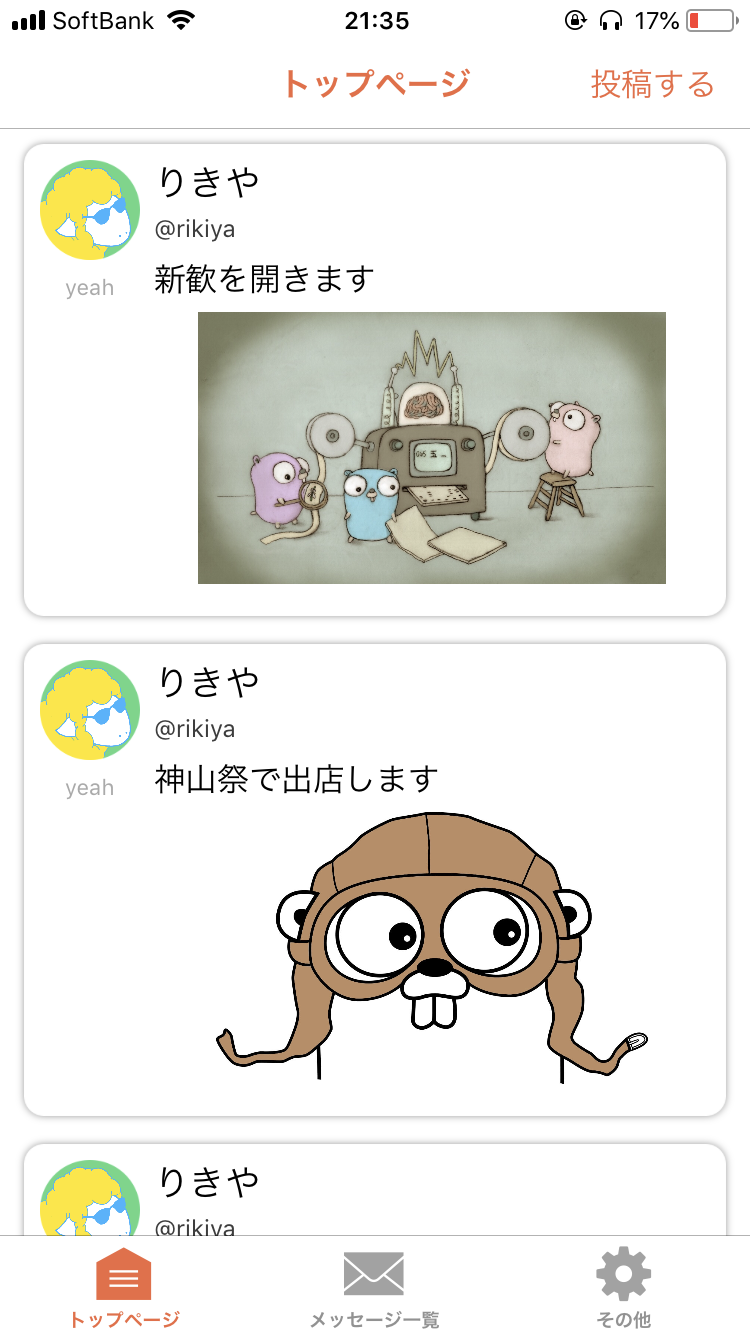 SoftBank 21:35 17%
トップページ 投稿する
りきや
@rikiya
yeah 新歓を開きます
りきや
@rikiya
yeah 神山祭で出店します
りきや
@rikiya
トップページ メッセージ一覧 その他